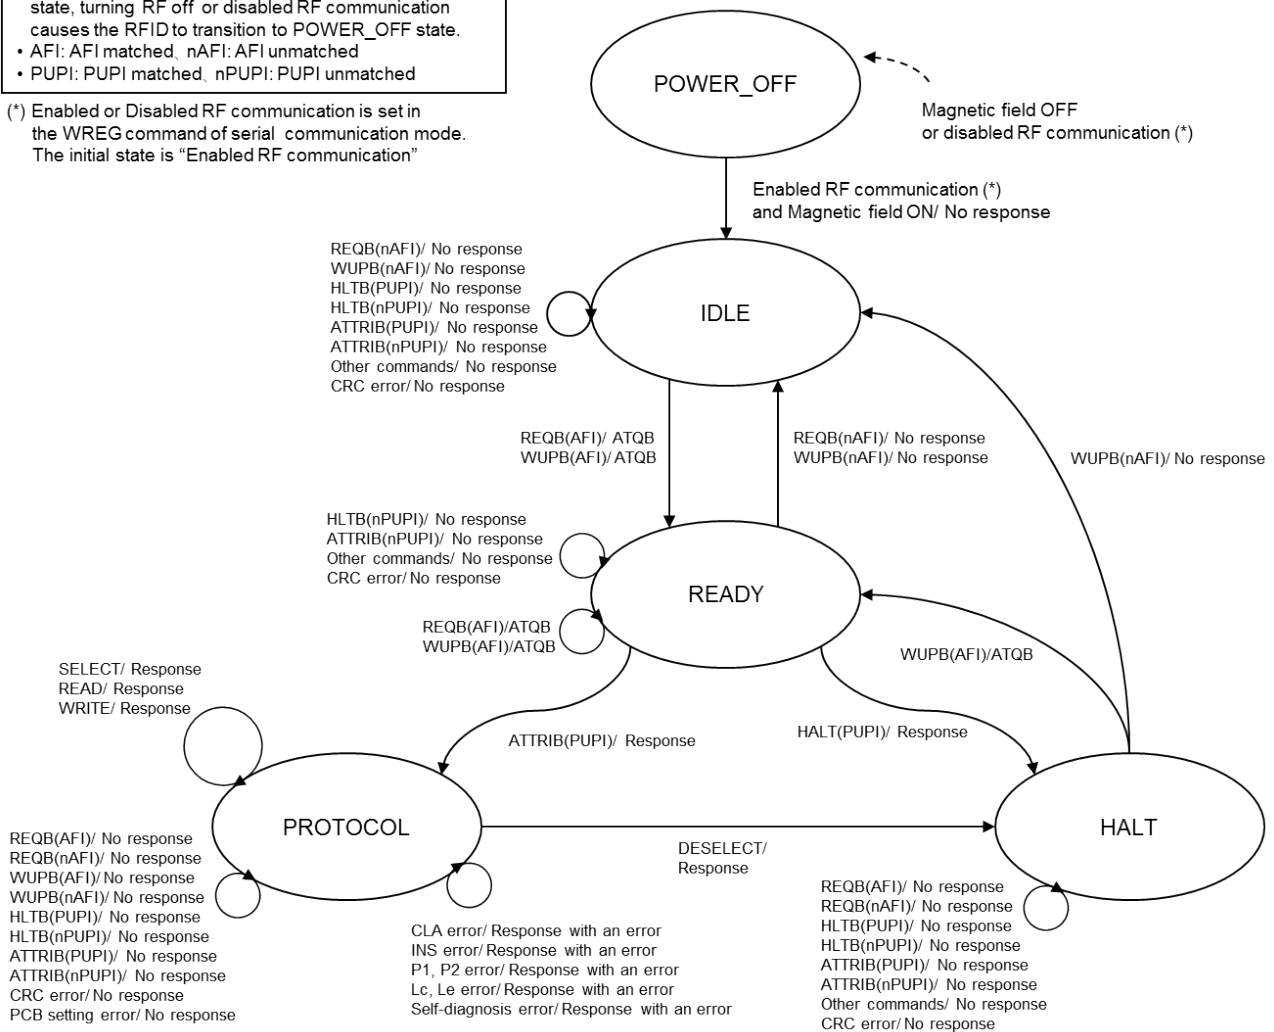 state, turning RF off or disabled RF communication
causes the RFID to transition to POWER_OFF state.
• AFI: AFI matched、nAFI: AFI unmatched
• PUPI: PUPI matched、nPUPI: PUPI unmatched
(*) Enabled or Disabled RF communication is set in
the WREG command of serial communication mode.
The initial state is “Enabled RF communication”
POWER_OFF
Magnetic field OFF
or disabled RF communication (*)
Enabled RF communication (*)
and Magnetic field ON/ No response
REQB(nAFI)/ No response
WUPB(nAFI)/ No response
HLTB(PUPI)/ No response
HLTB(nPUPI)/ No response
ATTRIB(PUPI)/ No response
ATTRIB(nPUPI)/ No response
Other commands/ No response
CRC error/ No response
IDLE
REQB(AFI)/ ATQB
WUPB(AFI)/ ATQB
REQB(nAFI)/ No response
WUPB(nAFI)/ No response
WUPB(nAFI)/ No response
HLTB(nPUPI)/ No response
ATTRIB(nPUPI)/ No response
Other commands/ No response
CRC error/ No response
READY
REQB(AFI)/ATQB
WUPB(AFI)/ATQB
WUPB(AFI)/ATQB
SELECT/ Response
READ/ Response
WRITE/ Response
ATTRIB(PUPI)/ Response
HALT(PUPI)/ Response
PROTOCOL
HALT
DESELECT/
Response
REQB(AFI)/ No response
REQB(nAFI)/ No response
WUPB(AFI)/ No response
WUPB(nAFI)/ No response
HLTB(PUPI)/ No response
HLTB(nPUPI)/ No response
ATTRIB(PUPI)/ No response
ATTRIB(nPUPI)/ No response
CRC error/ No response
PCB setting error/ No response
CLA error/ Response with an error
INS error/ Response with an error
P1, P2 error/ Response with an error
Lc, Le error/ Response with an error
Self-diagnosis error/ Response with an error
REQB(AFI)/ No response
REQB(nAFI)/ No response
HLTB(PUPI)/ No response
HLTB(nPUPI)/ No response
ATTRIB(PUPI)/ No response
ATTRIB(nPUPI)/ No response
Other commands/ No response
CRC error/ No response